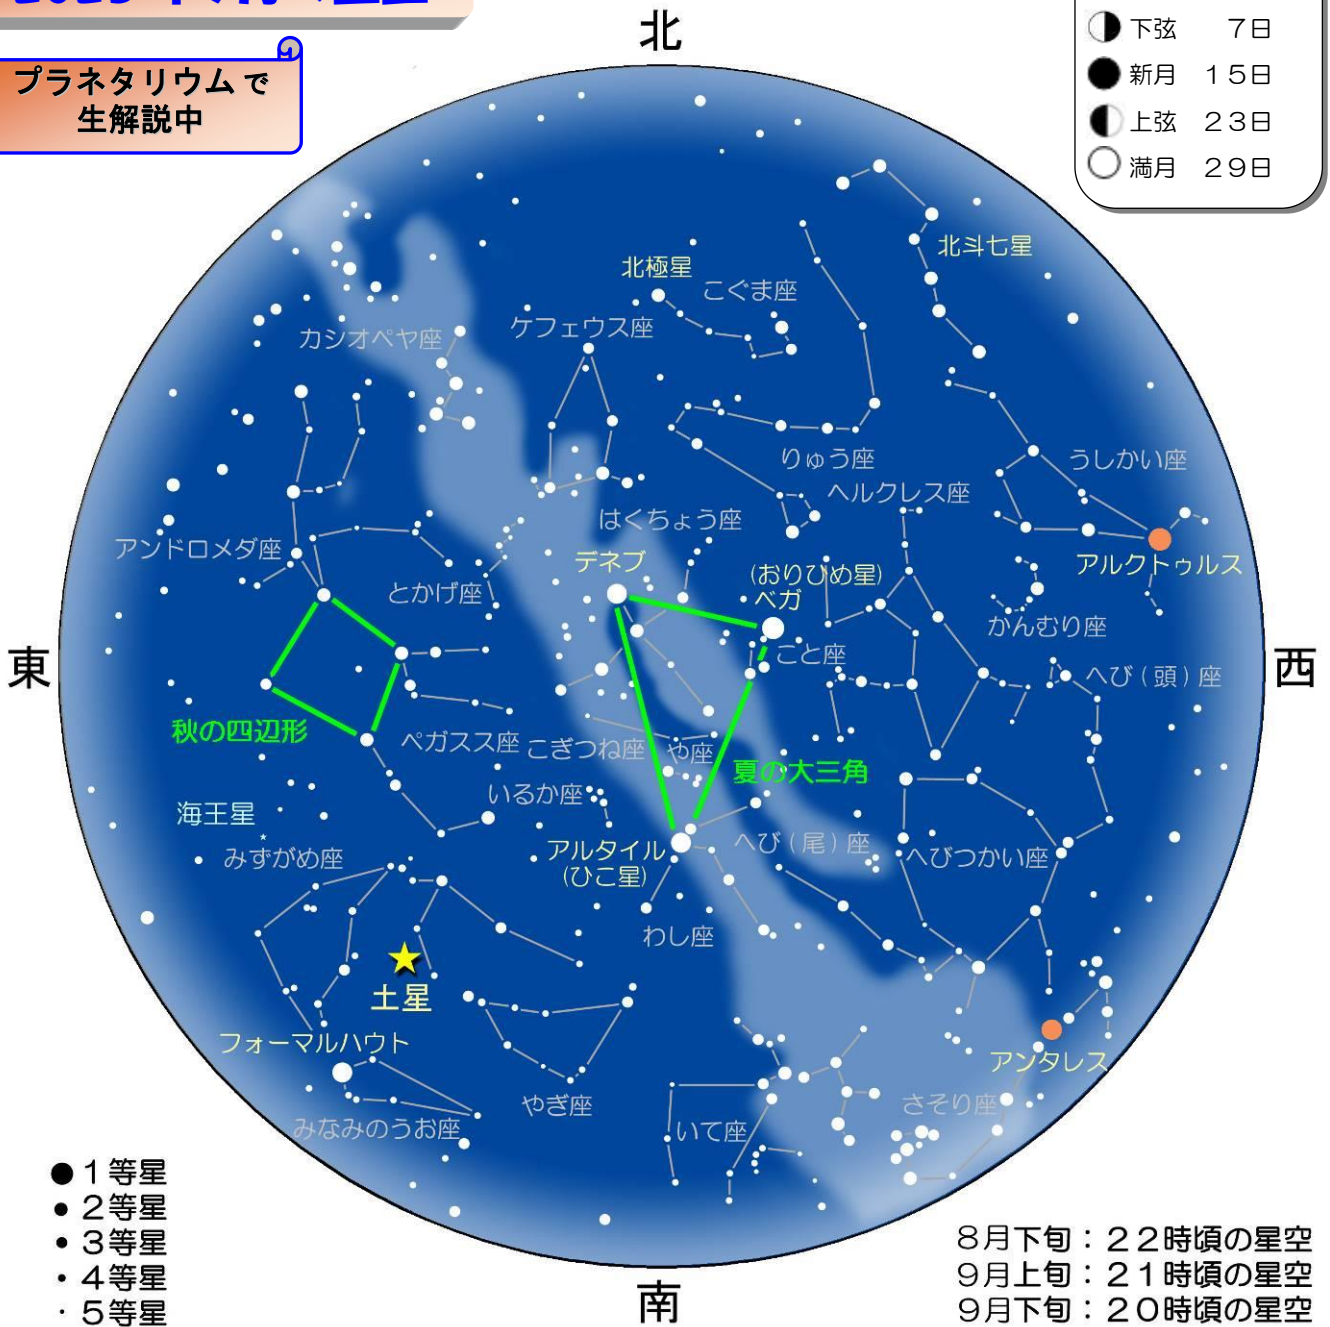 北
プラネタリウムで
生解説中
下弦 7日
新月 15日
上弦 23日
満月 29日
北斗七星
北極星
こぐま座
ケフェウス座
カシオペヤ座
りゅう座
うしかい座
ヘルクレス座
はくちょう座
アンドロメダ座
デネブ
(おりひめ星)
ベガ
アルクトゥルス
とかげ座
かんむり座
こと座
東
西
へび(頭)座
秋の四辺形
ペガスス座
こぎつね座
や座
夏の大三角
いるか座
海王星
みずがめ座
アルタイル
(ひこ星)
へび(尾)座
へびつかい座
わし座
土星
フォーマルハウト
アンタレス
やぎ座
さそり座
みなみのうお座
いて座
●1等星
●2等星
●3等星
・4等星
・5等星
8月下旬:22時頃の星空
9月上旬:21時頃の星空
9月下旬:20時頃の星空
南